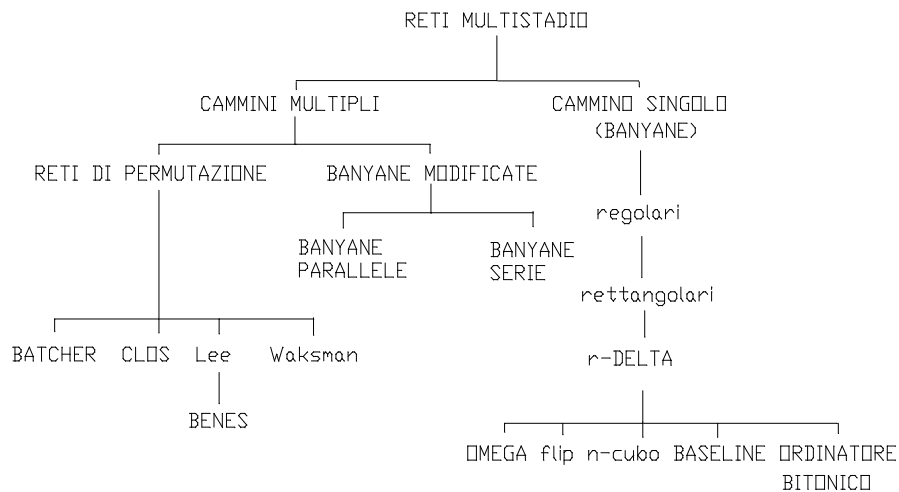 RETI MULTISTADIO
CAMMINI MULTIPLI
CAMMINO SINGOLO
(BANYANE)
RETI DI PERMUTAZIONE
BANYANE MODIFICATE
regolari
BANYANE
PARALLELE
BANYANE
SERIE
rettangolari
BATCHER
CLOS
Lee
Waksman
r-DELTA
BENES
OMEGA
flip
n-cubo
BASELINE
ORDINATORE
BITONICO